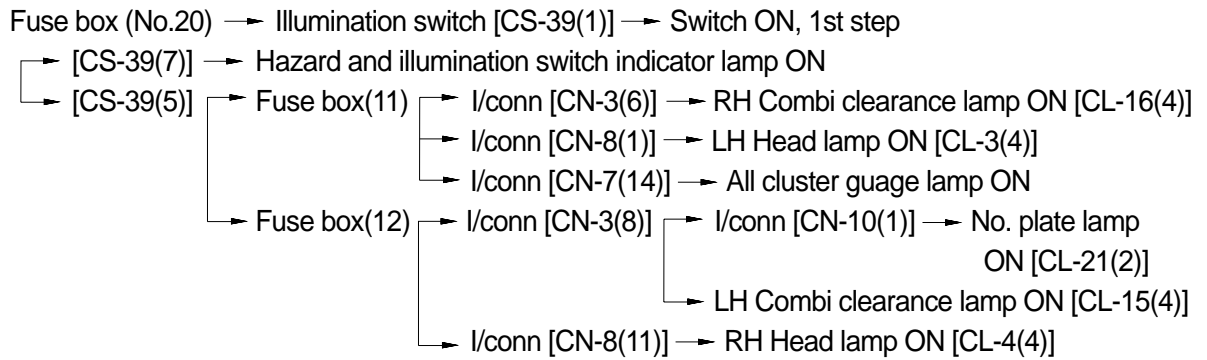 Fuse box (No.20) → Illumination switch [CS-39(1)] → Switch ON, 1st step
[CS-39(7)] → Hazard and illumination switch indicator lamp ON
[CS-39(5)] → Fuse box(11) → I/conn [CN-3(6)] → RH Combi clearance lamp ON [CL-16(4)]
→ I/conn [CN-8(1)] → LH Head lamp ON [CL-3(4)]
→ I/conn [CN-7(14)] → All cluster guage lamp ON
→ Fuse box(12) → I/conn [CN-3(8)] → I/conn [CN-10(1)] → No. plate lamp
ON [CL-21(2)]
→ LH Combi clearance lamp ON [CL-15(4)]
→ I/conn [CN-8(11)] → RH Head lamp ON [CL-4(4)]